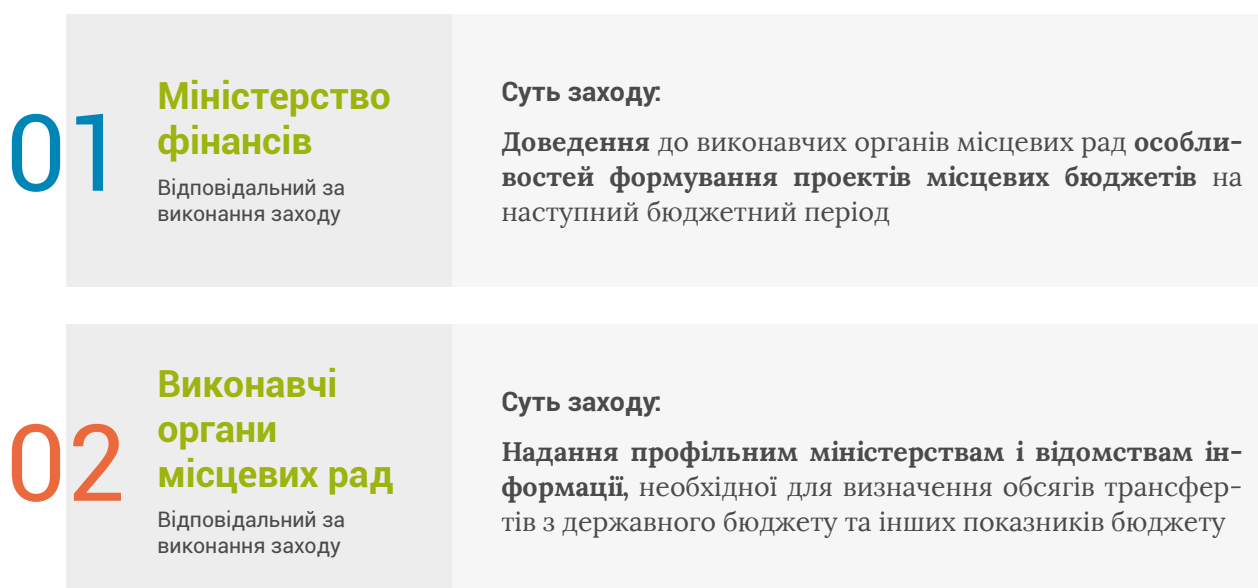 01
Міністерство
фінансів
Відповідальний за
виконання заходу
Суть заходу:
Доведення до виконавчих органів місцевих рад особли-
востей формування проектів місцевих бюджетів на
наступний бюджетний період
02
Виконавчі
органи
місцевих рад
Відповідальний за
виконання заходу
Суть заходу:
Надання профільним міністерствам і відомствам ін-
формації, необхідної для визначення обсягів трансфер-
тів з державного бюджету та інших показників бюджету